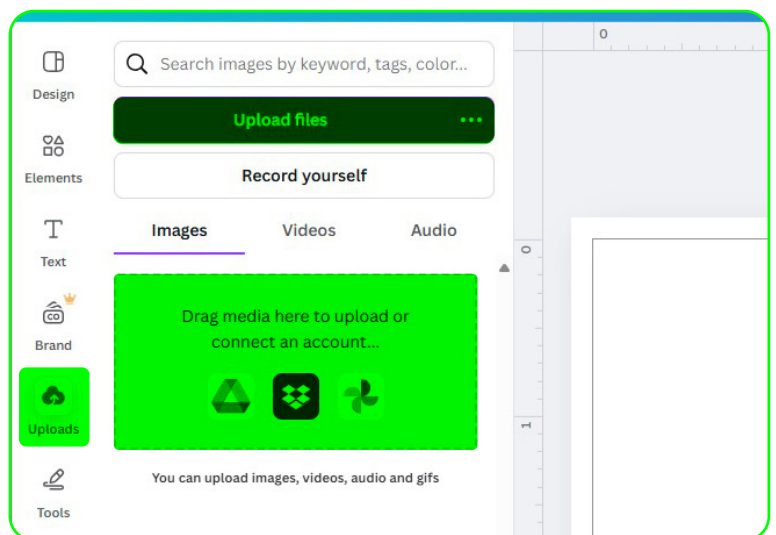 Design
Elements
Text
Brand
CO
Uploads
Tools
Search images by keyword, tags, color...
Upload files
Record yourself
Images Videos Audio
Drag media here to upload or
connect an account...
You can upload images, videos, audio and gifs
0
0
1